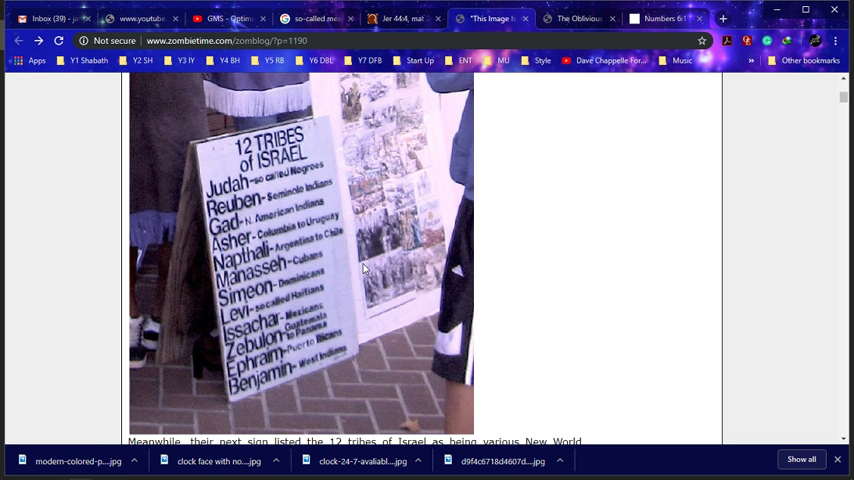 Inbox (39) - j
www.youtube
GMS - Optim
so-called.mea
Jer 44:4, mat
"This Image Is
The Oblivious
Numbers 6:1
Not secure
www.zombietime.com/zomblog/?p=1190
Apps
Y1 Shabath
Y2 SH
Y3 IY
Y4 BH
Y5 RB
Y6 DBL
Y7 DFB
Start Up
ENT
MU
Style
Dave Chappelle For...
Music
»
Other bookmarks
12 TRIBES
of ISRAEL
Judah-so called Negroes
Reuben-Seminole Indians
Gad-N. American Indians
Asher-Columbia to Uruguay
Napthali-Argentina to Chile
Manasseh-Cubans
Simeon-Dominicans
Levi-so called Haitians
Issachar-Mexicans
Zebulon-Guatemala to Panama
Ephraim-Puerto Ricans
Benjamin-West Indians
Meanwhile, their next sign listed the 12 tribes of Israel as being various New World
modern-colored-p....jpg
clock face with no....jpg
clock-24-7-avaliabl....jpg
d9f4c6718d4607d....jpg
Show all